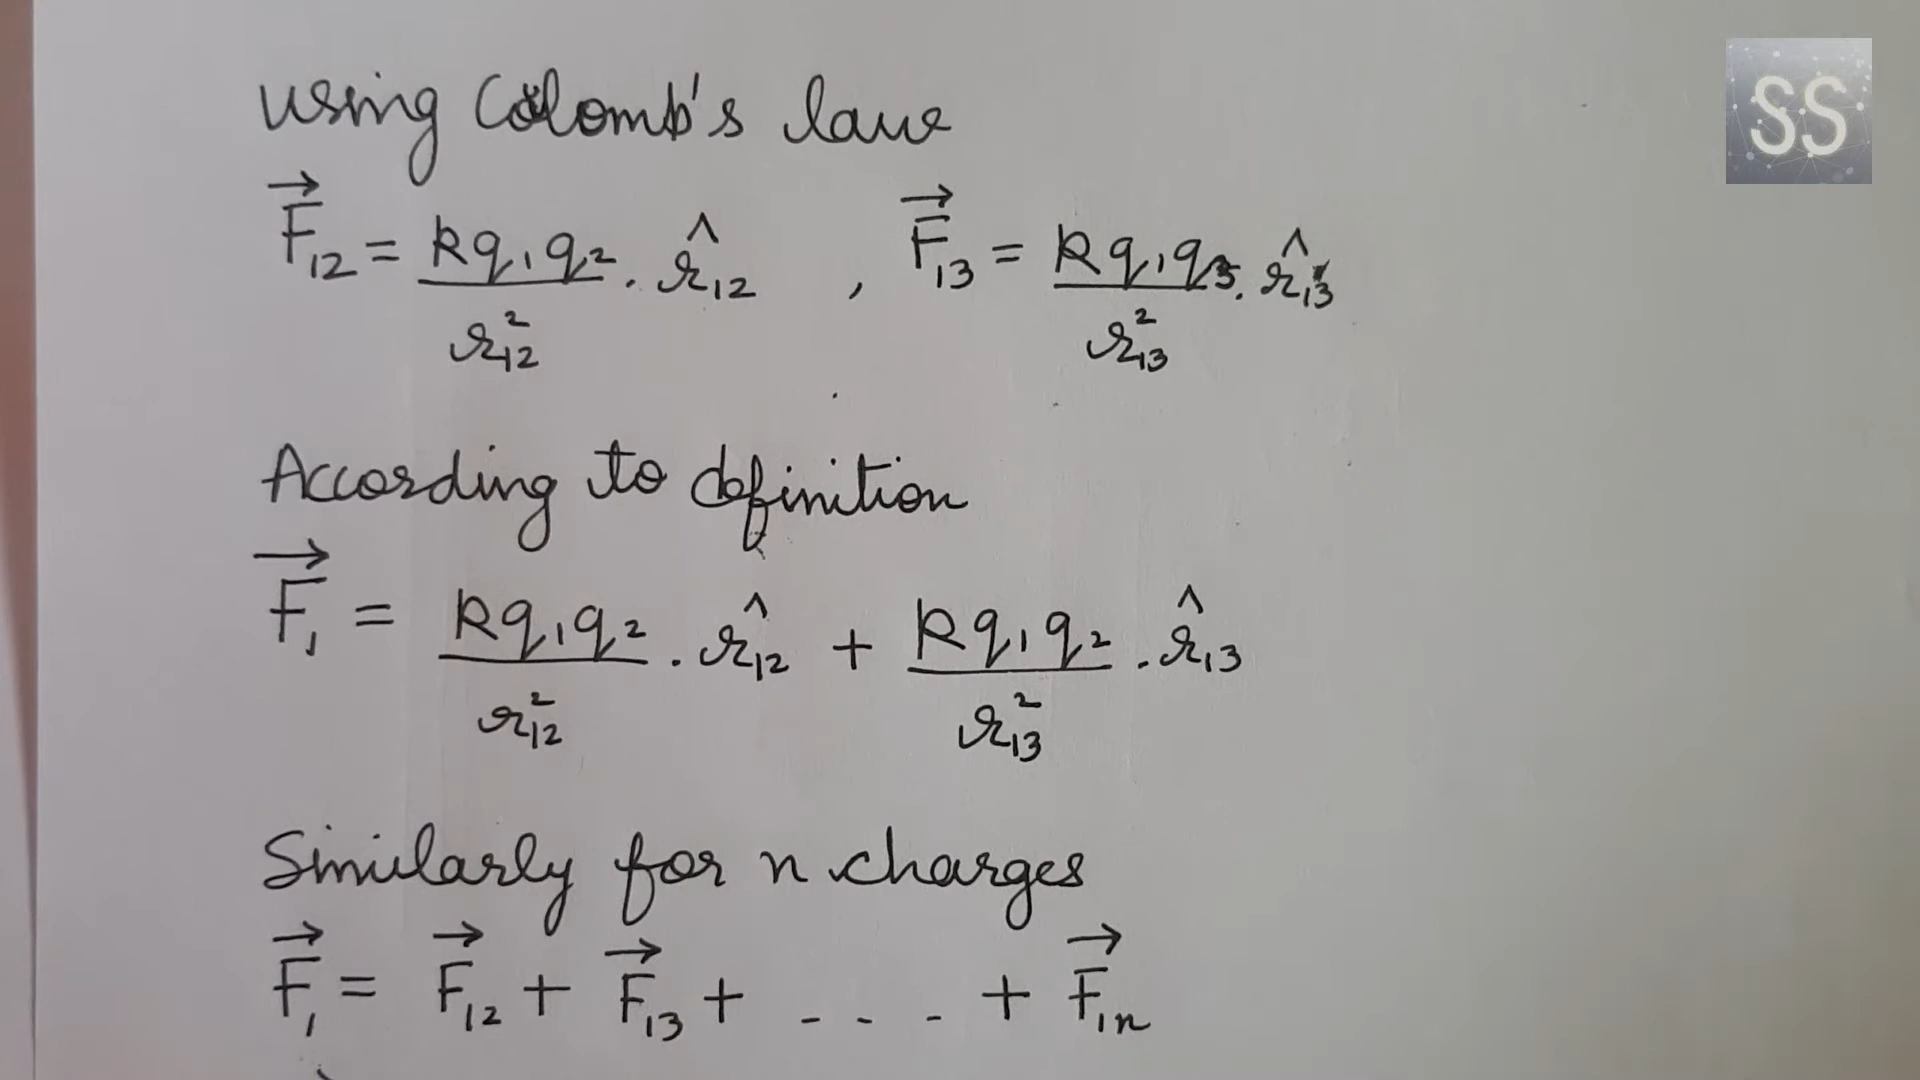 SS
using Coulomb's law
F⃗₁₂ = kq₁q₂/r₁₂² . r̂₁₂ , F⃗₁₃ = kq₁q₃/r₁₃² . r̂₁₃
According to definition
F⃗₁ = kq₁q₂/r₁₂² . r̂₁₂ + kq₁q₂/r₁₃² . r̂₁₃
Similarly for n charges
F⃗₁ = F⃗₁₂ + F⃗₁₃ + - - - + F⃗₁ₙ